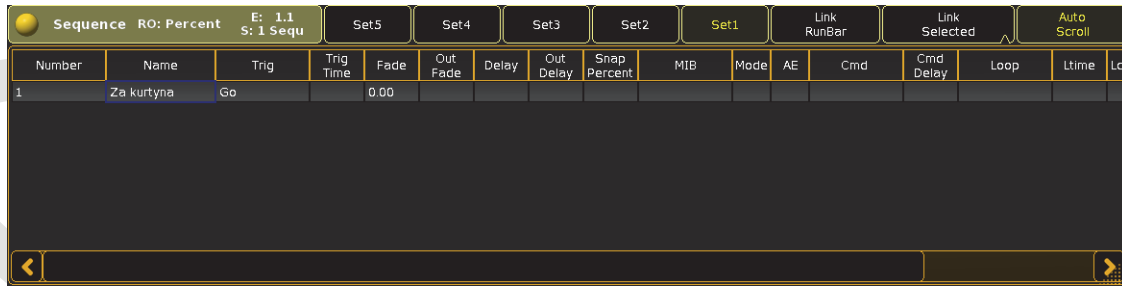 Sequence RO: Percent E: 1.1 S: 1 Sequ Set5 Set4 Set3 Set2 Set1 Link RunBar Link Selected Auto Scroll
Number Name Trig Trig Time Fade Out Fade Delay Out Delay Snap Percent MIB Mode AE Cmd Cmd Delay Loop Ltime
1 Za kurtyna Go 0.00